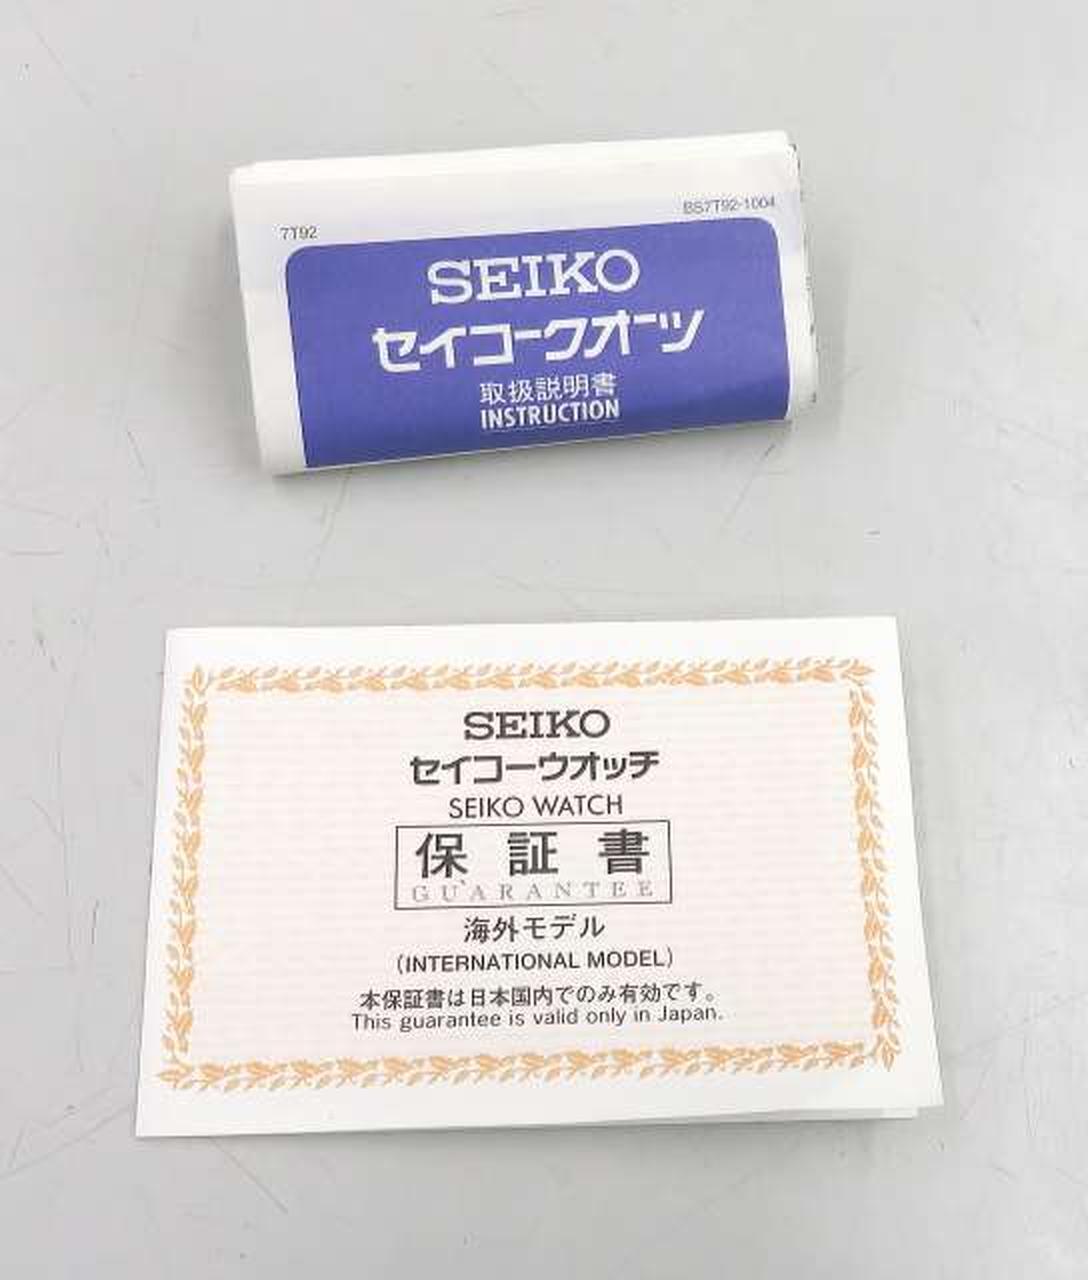 7T92
BS7T92-1004
SEIKO
セイコークオーツ
取扱説明書
INSTRUCTION
SEIKO
セイコーウオッチ
SEIKO WATCH
保証書
GUARANTEE
海外モデル
(INTERNATIONAL MODEL)
本保証書は日本国内でのみ有効です。
This guarantee is valid only in Japan.